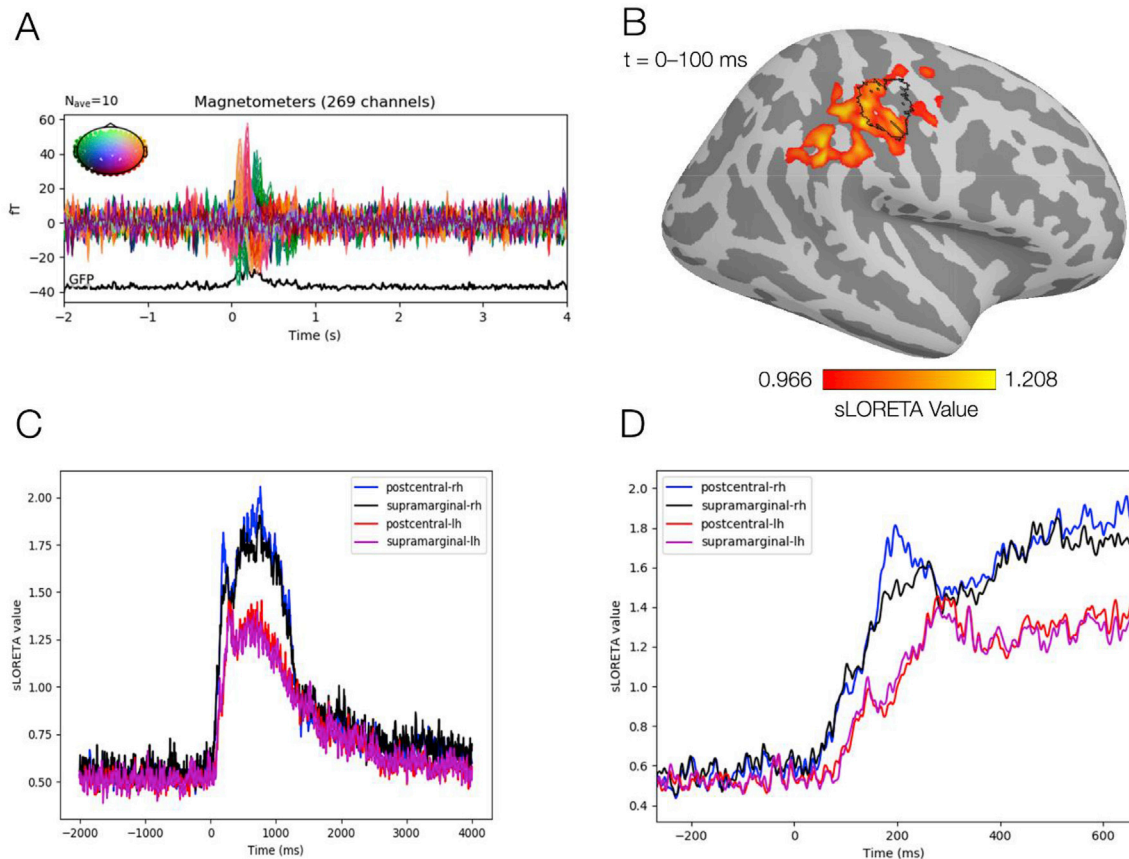 A
N_ave=10
Magnetometers (269 channels)
60
40
20
0
−20
−40
fT
GFP
−2
−1
0
1
2
3
4
Time (s)
B
t = 0–100 ms
0.966
1.208
sLORETA Value
C
2.00
1.75
1.50
1.25
1.00
0.75
0.50
sLORETA value
postcentral-rh
supramarginal-rh
postcentral-lh
supramarginal-lh
−2000
−1000
0
1000
2000
3000
4000
Time (ms)
D
2.0
1.8
1.6
1.4
1.2
1.0
0.8
0.6
0.4
sLORETA value
postcentral-rh
supramarginal-rh
postcentral-lh
supramarginal-lh
−200
0
200
400
600
Time (ms)